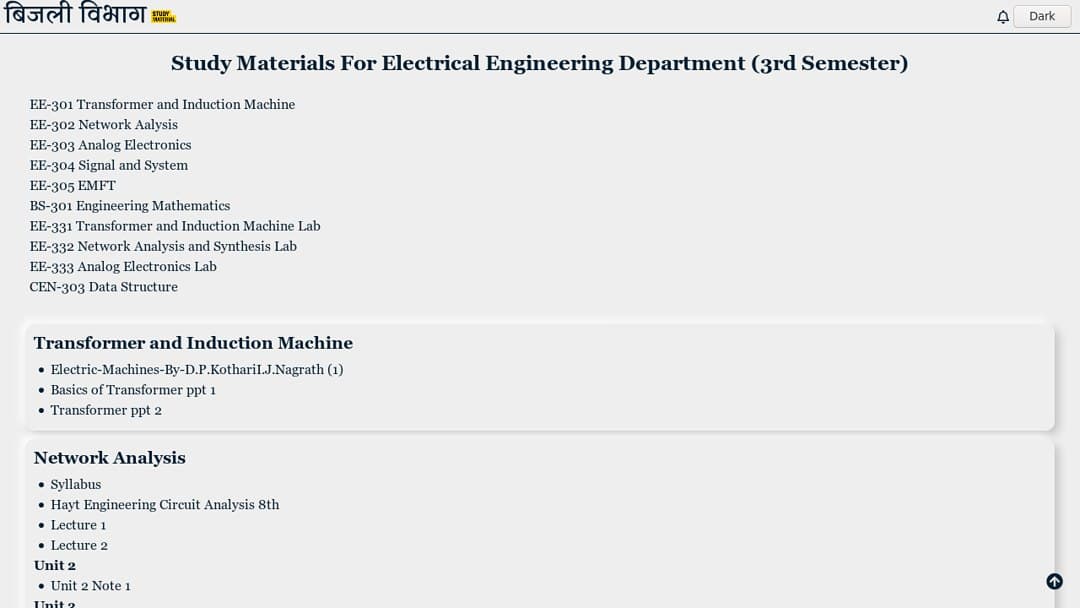 बिजली विभाग STUDY MATERIAL
Dark
Study Materials For Electrical Engineering Department (3rd Semester)
EE-301 Transformer and Induction Machine
EE-302 Network Aalysis
EE-303 Analog Electronics
EE-304 Signal and System
EE-305 EMFT
BS-301 Engineering Mathematics
EE-331 Transformer and Induction Machine Lab
EE-332 Network Analysis and Synthesis Lab
EE-333 Analog Electronics Lab
CEN-303 Data Structure
Transformer and Induction Machine
• Electric-Machines-By-D.P.KothariI.J.Nagrath (1)
• Basics of Transformer ppt 1
• Transformer ppt 2
Network Analysis
• Syllabus
• Hayt Engineering Circuit Analysis 8th
• Lecture 1
• Lecture 2
Unit 2
• Unit 2 Note 1
Unit 3